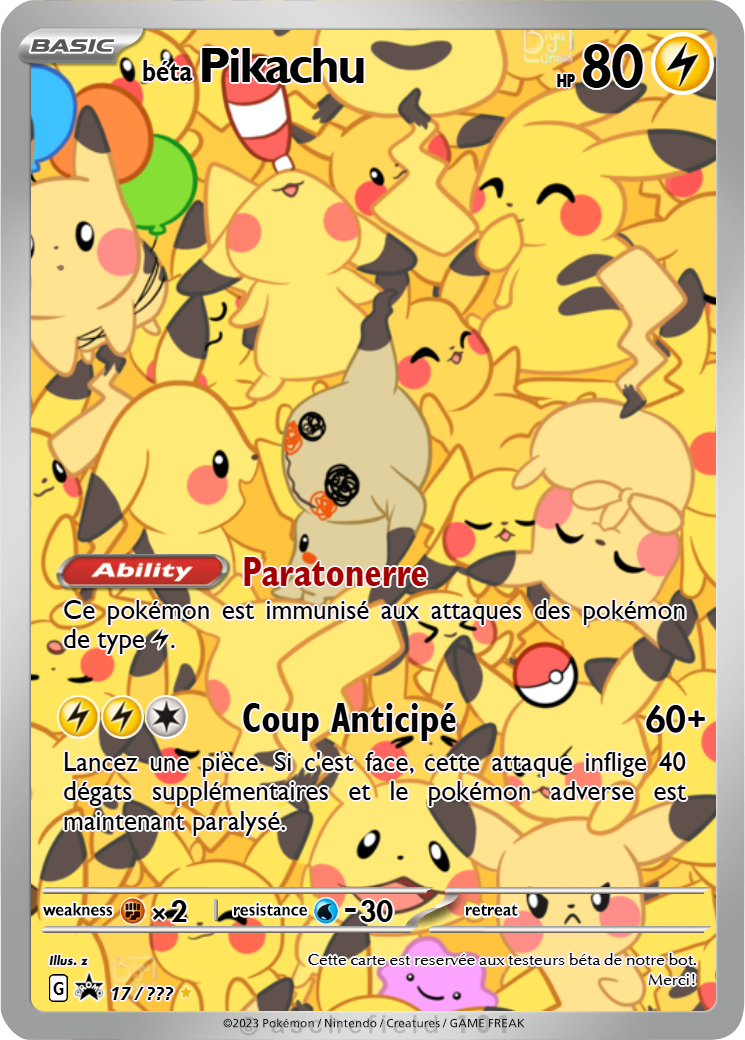 BASIC
béta Pikachu HP 80
Ability Paratonerre
Ce pokémon est immunisé aux attaques des pokémon
de type .
Coup Anticipé 60+
Lancez une pièce. Si c'est face, cette attaque inflige 40
dégats supplémentaires et le pokémon adverse est
maintenant paralysé.
weakness ×2 resistance -30 retreat
Illus. z
Cette carte est reservée aux testeurs béta de notre bot.
Merci!
G PROMO 17 / ???
©2023 Pokémon / Nintendo / Creatures / GAME FREAK